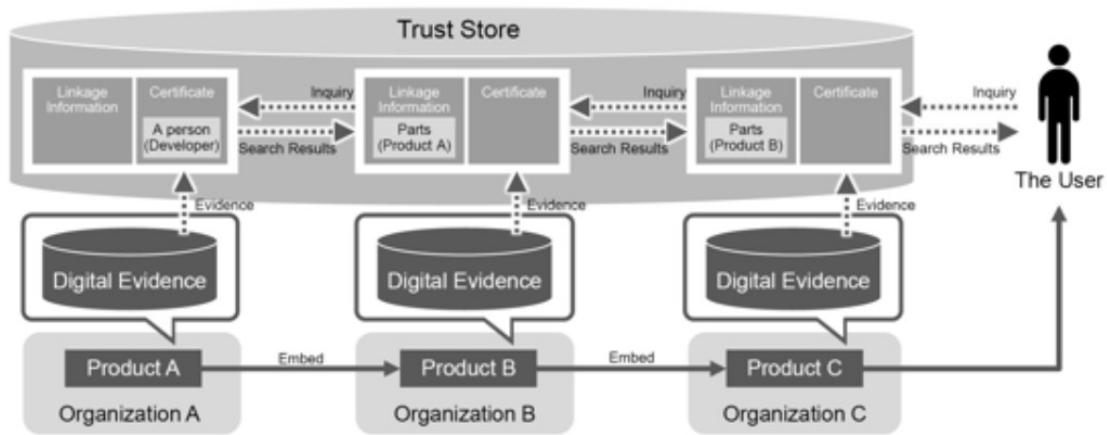 Trust Store
Linkage
Information
Certificate
A person
(Developer)
Inquiry
Search Results
Linkage
Information
Parts
(Product A)
Certificate
Inquiry
Search Results
Linkage
Information
Parts
(Product B)
Certificate
Inquiry
Search Results
The User
Evidence
Evidence
Evidence
Digital Evidence
Digital Evidence
Digital Evidence
Product A
Embed
Product B
Embed
Product C
Organization A
Organization B
Organization C